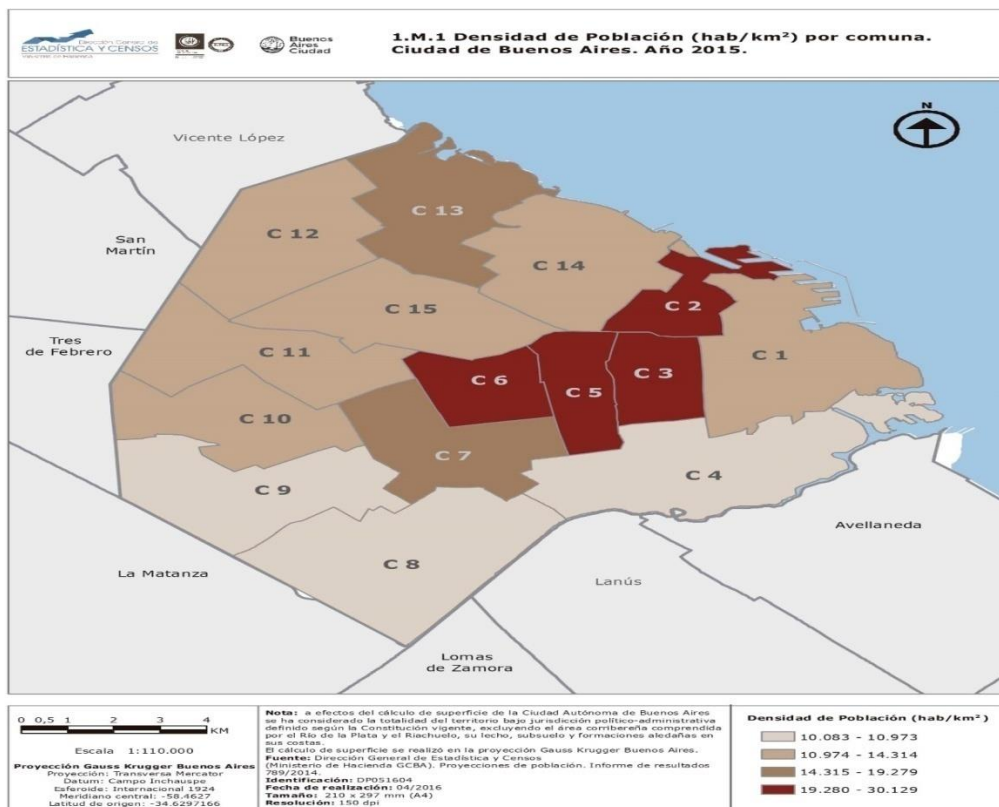 Dirección General de
ESTADÍSTICA Y CENSOS
Buenos
Aires
Ciudad
1.M.1 Densidad de Población (hab/km²) por comuna.
Ciudad de Buenos Aires. Año 2015.
N
Vicente López
San
Martín
Tres
de Febrero
La Matanza
Lomas
de Zamora
Lanús
Avellaneda
C 13
C 12
C 14
C 2
C 15
C 11
C 1
C 6
C 5
C 3
C 10
C 7
C 9
C 4
C 8
0 0,5 1 2 3 4
KM
Escala 1:110.000
Proyección Gauss Krugger Buenos Aires
Proyección: Transversa Mercator
Datum: Campo Inchauspe
Esferoide: Internacional 1924
Meridiano central: -58.4627
Latitud de origen: -34.6297166
Nota: a efectos del cálculo de superficie de la Ciudad Autónoma de Buenos Aires
se ha considerado la totalidad del territorio bajo jurisdicción político-administrativa
definido según la Constitución vigente, excluyendo el área corribereña comprendida
por el Río de la Plata y el Riachuelo, su lecho, subsuelo y formaciones aledañas en
sus costas.
El cálculo de superficie se realizó en la proyección Gauss Krugger Buenos Aires.
Fuente: Dirección General de Estadística y Censos
(Ministerio de Hacienda GCBA). Proyecciones de población. Informe de resultados
789/2014.
Identificación: DP051604
Fecha de realización: 04/2016
Tamaño: 210 x 297 mm (A4)
Resolución: 150 dpi
Densidad de Población (hab/km²)
10.083 - 10.973
10.974 - 14.314
14.315 - 19.279
19.280 - 30.129